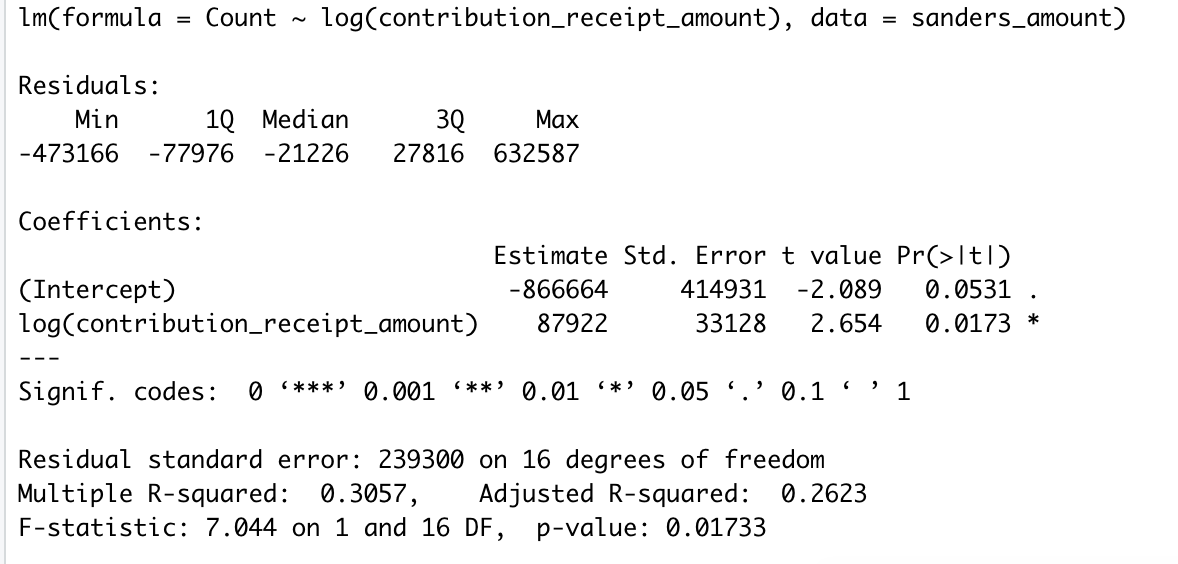 lm(formula = Count ~ log(contribution_receipt_amount), data = sanders_amount)
Residuals:
Min 1Q Median 3Q Max
-473166 -77976 -21226 27816 632587
Coefficients:
Estimate Std. Error t value Pr(>|t|)
(Intercept) -866664 414931 -2.089 0.0531 .
log(contribution_receipt_amount) 87922 33128 2.654 0.0173 *
---
Signif. codes: 0 ‘***’ 0.001 ‘**’ 0.01 ‘*’ 0.05 ‘.’ 0.1 ‘ ’ 1
Residual standard error: 239300 on 16 degrees of freedom
Multiple R-squared: 0.3057, Adjusted R-squared: 0.2623
F-statistic: 7.044 on 1 and 16 DF, p-value: 0.01733